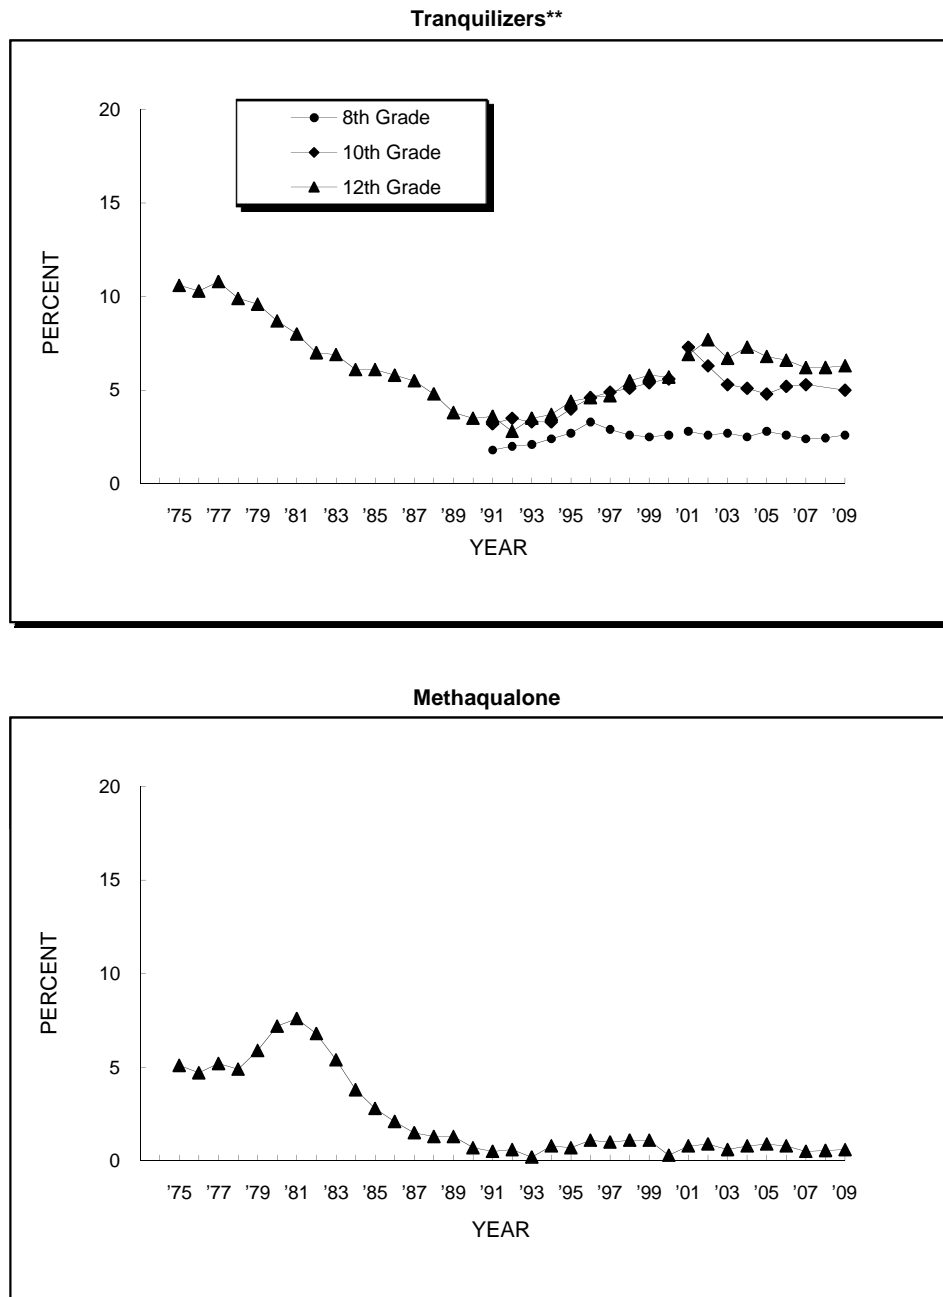 Tranquilizers**
20
15
10
5
0
PERCENT
8th Grade
10th Grade
12th Grade
’75 ’77 ’79 ’81 ’83 ’85 ’87 ’89 ’91 ’93 ’95 ’97 ’99 ’01 ’03 ’05 ’07 ’09
YEAR
Methaqualone
20
15
10
5
0
PERCENT
’75 ’77 ’79 ’81 ’83 ’85 ’87 ’89 ’91 ’93 ’95 ’97 ’99 ’01 ’03 ’05 ’07 ’09
YEAR